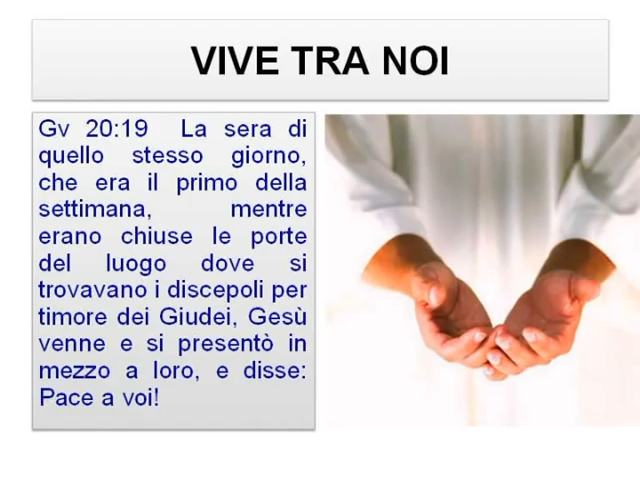 VIVE TRA NOI
Gv 20:19 La sera di
quello stesso giorno,
che era il primo della
settimana, mentre
erano chiuse le porte
del luogo dove si
trovavano i discepoli per
timore dei Giudei, Gesù
venne e si presentò in
mezzo a loro, e disse:
Pace a voi!